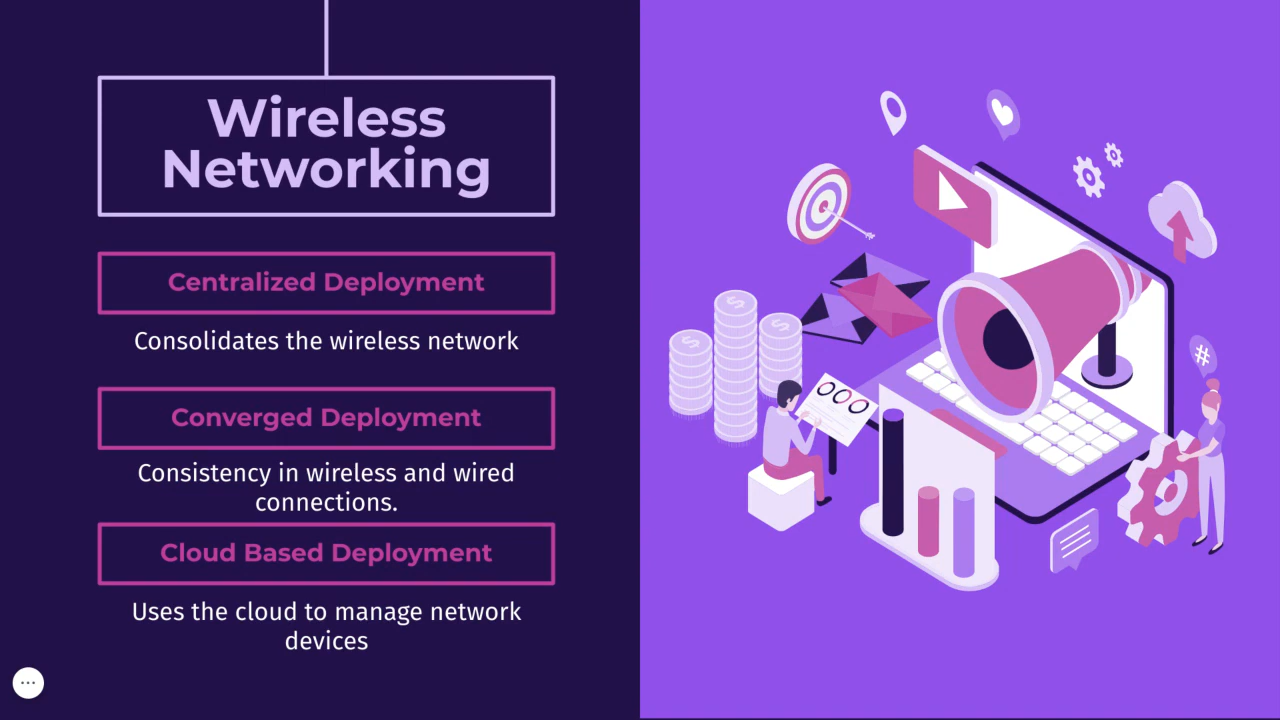 Wireless
Networking
Centralized Deployment
Consolidates the wireless network
Converged Deployment
Consistency in wireless and wired
connections.
Cloud Based Deployment
Uses the cloud to manage network
devices
$
$
$
#